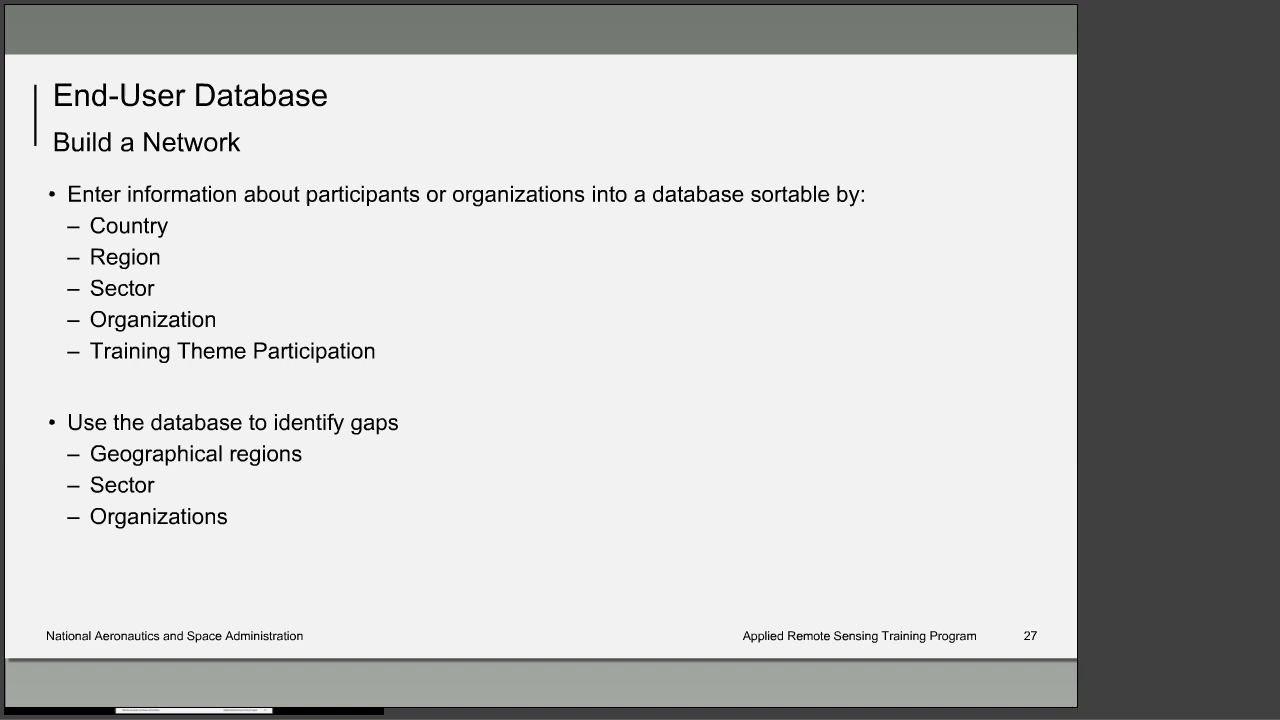 End-User Database
Build a Network
• Enter information about participants or organizations into a database sortable by:
– Country
– Region
– Sector
– Organization
– Training Theme Participation
• Use the database to identify gaps
– Geographical regions
– Sector
– Organizations
National Aeronautics and Space Administration
Applied Remote Sensing Training Program
27